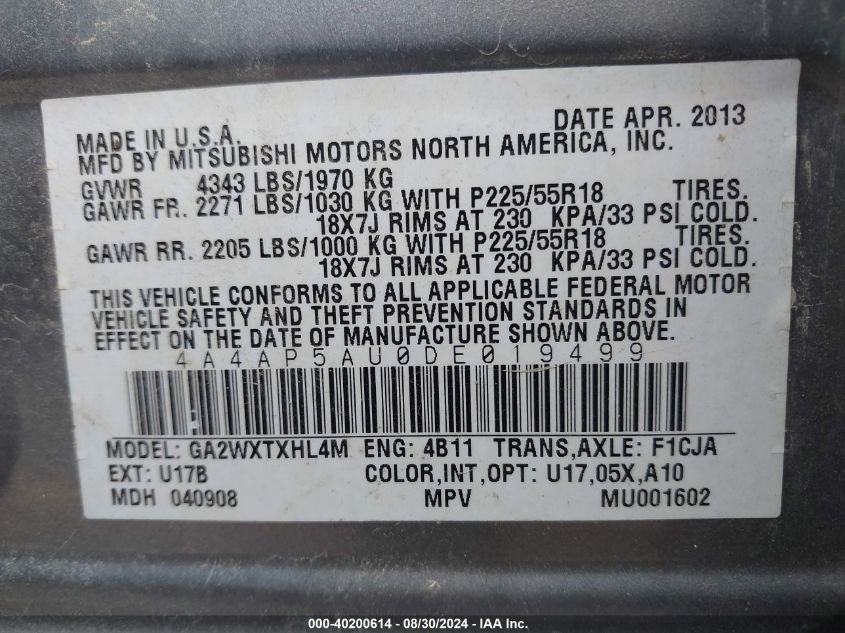 DATE APR. 2013
MADE IN U.S.A.
MFD BY MITSUBISHI MOTORS NORTH AMERICA, INC.
GVWR 4343 LBS/1970 KG
GAWR FR. 2271 LBS/1030 KG WITH P225/55R18 TIRES.
18X7J RIMS AT 230 KPA/33 PSI COLD.
GAWR RR. 2205 LBS/1000 KG WITH P225/55R18 TIRES.
18X7J RIMS AT 230 KPA/33 PSI COLD.
THIS VEHICLE CONFORMS TO ALL APPLICABLE FEDERAL MOTOR
VEHICLE SAFETY AND THEFT PREVENTION STANDARDS IN
EFFECT ON THE DATE OF MANUFACTURE SHOWN ABOVE.
4A4AP5AU0DE019499
MODEL: GA2WXTXHL4M ENG: 4B11 TRANS,AXLE: F1CJA
EXT: U17B COLOR,INT,OPT: U17,05X,A10
MDH 040908 MPV MU001602
000-40200614 - 08/30/2024 - IAA Inc.